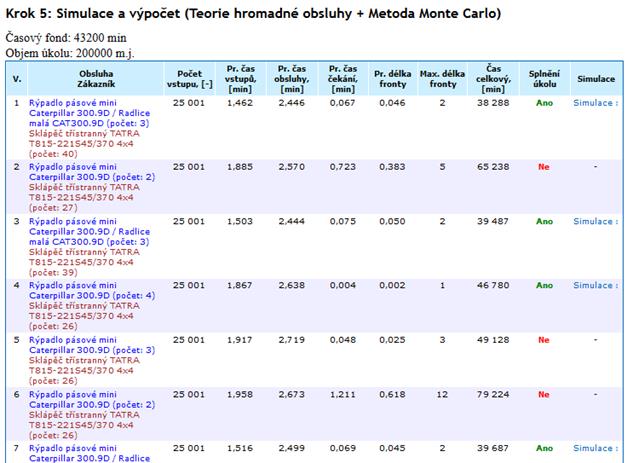 Krok 5: Simulace a výpočet (Teorie hromadné obsluhy + Metoda Monte Carlo)
Časový fond: 43200 min
Objem úkolu: 200000 m.j.
V. Obsluha Zákazník Počet vstupu, [-] Pr. čas vstupů, [min] Pr. čas obsluhy, [min] Pr. čas čekání, [min] Pr. délka fronty Max. délka fronty Čas celkový, [min] Splnění úkolu Simulace
1 Rýpadlo pásové mini 25 001 1,462 2,446 0,067 0,046 2 38 288 Ano Simulace :
Caterpillar 300.9D / Radlice
malá CAT300.9D (počet: 3)
Sklápěč třístranný TATRA
T815-221S45/370 4x4
(počet: 40)
2 Rýpadlo pásové mini 25 001 1,885 2,570 0,723 0,383 5 65 238 Ne -
Caterpillar 300.9D (počet: 2)
Sklápěč třístranný TATRA
T815-221S45/370 4x4
(počet: 27)
3 Rýpadlo pásové mini 25 001 1,503 2,444 0,075 0,050 2 39 487 Ano Simulace :
Caterpillar 300.9D / Radlice
malá CAT300.9D (počet: 3)
Sklápěč třístranný TATRA
T815-221S45/370 4x4
(počet: 39)
4 Rýpadlo pásové mini 25 001 1,867 2,638 0,004 0,002 1 46 780 Ano Simulace :
Caterpillar 300.9D (počet: 4)
Sklápěč třístranný TATRA
T815-221S45/370 4x4
(počet: 26)
5 Rýpadlo pásové mini 25 001 1,917 2,719 0,048 0,025 3 49 128 Ne -
Caterpillar 300.9D (počet: 3)
Sklápěč třístranný TATRA
T815-221S45/370 4x4
(počet: 26)
6 Rýpadlo pásové mini 25 001 1,958 2,673 1,211 0,618 12 79 224 Ne -
Caterpillar 300.9D (počet: 2)
Sklápěč třístranný TATRA
T815-221S45/370 4x4
(počet: 26)
7 Rýpadlo pásové mini 25 001 1,516 2,499 0,069 0,045 2 39 687 Ano Simulace :
Caterpillar 300.9D / Radlice